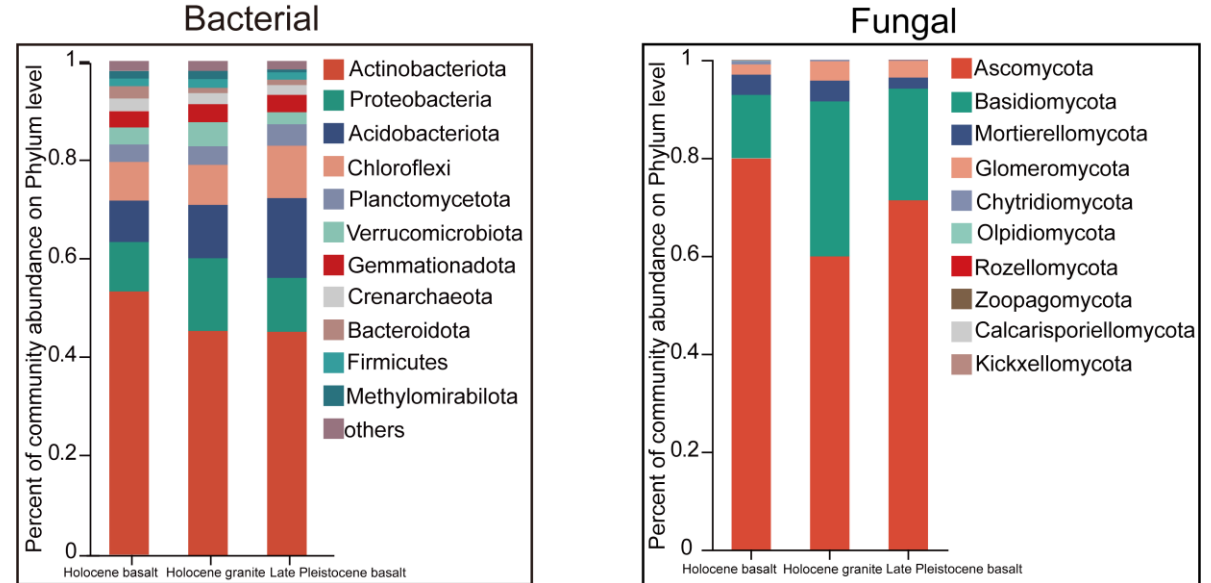 Bacterial
Percent of community abundance on Phylum level
1
0.8
0.6
0.4
0.2
0
Holocene basalt
Holocene granite
Late Pleistocene basalt
Actinobacteriota
Proteobacteria
Acidobacteriota
Chloroflexi
Planctomycetota
Verrucomicrobiota
Gemmationadota
Crenarchaeota
Bacteroidota
Firmicutes
Methylomirabilota
others
Fungal
Percent of community abundance on Phylum level
1
0.8
0.6
0.4
0.2
0
Holocene basalt
Holocene granite
Late Pleistocene basalt
Ascomycota
Basidiomycota
Mortierellomycota
Glomeromycota
Chytridiomycota
Olpidiomycota
Rozellomycota
Zoopagomycota
Calcarisporiellomycota
Kickxellomycota